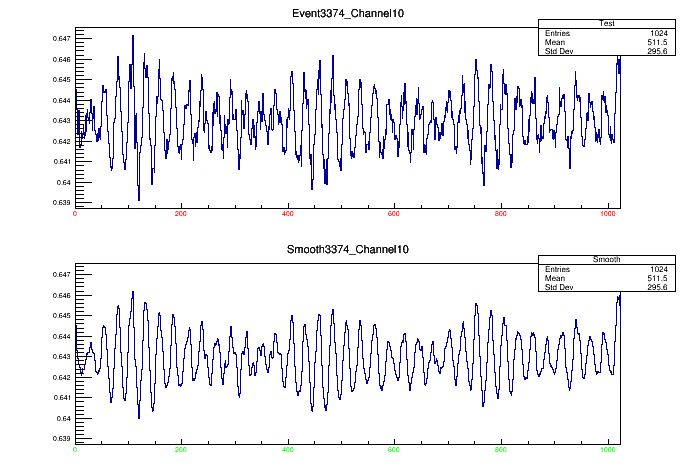 Event3374_Channel10
Test
Entries 1024
Mean 511.5
Std Dev 295.6
0.647
0.646
0.645
0.644
0.643
0.642
0.641
0.64
0.639
0 200 400 600 800 1000
Smooth3374_Channel10
Smooth
Entries 1024
Mean 511.5
Std Dev 295.6
0.647
0.646
0.645
0.644
0.643
0.642
0.641
0.64
0.639
0 200 400 600 800 1000